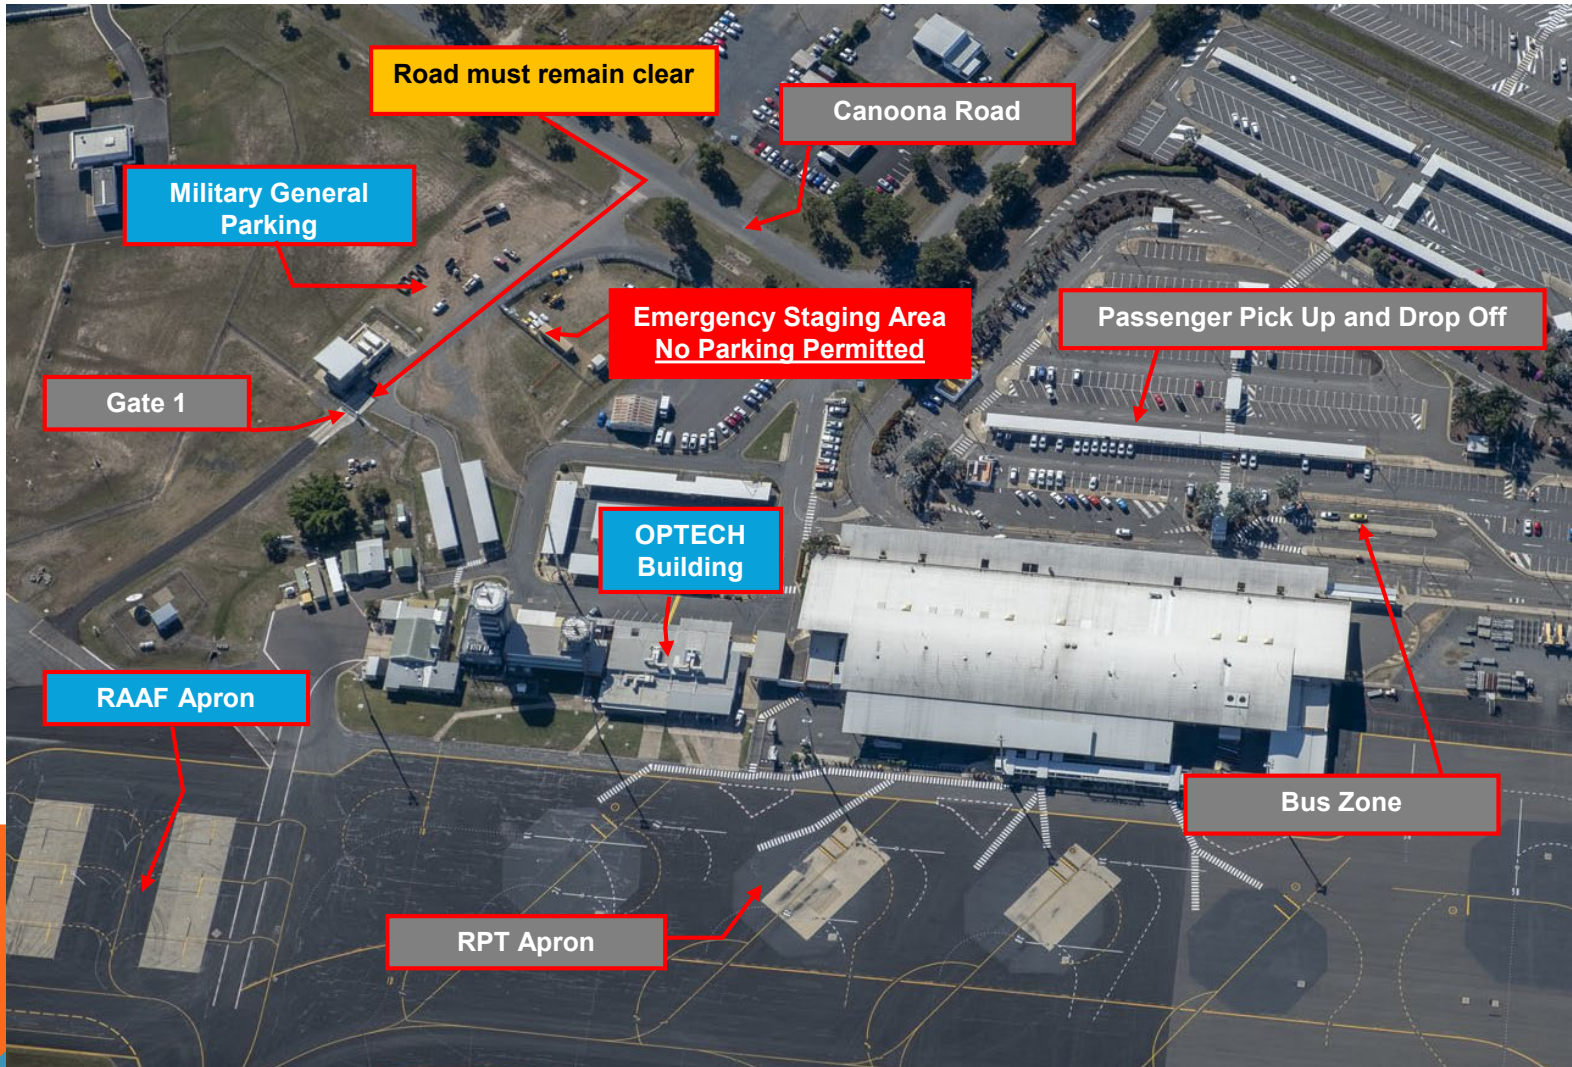 Road must remain clear
Canoona Road
Military General
Parking
Emergency Staging Area
No Parking Permitted
Passenger Pick Up and Drop Off
Gate 1
OPTECH
Building
RAAF Apron
Bus Zone
RPT Apron